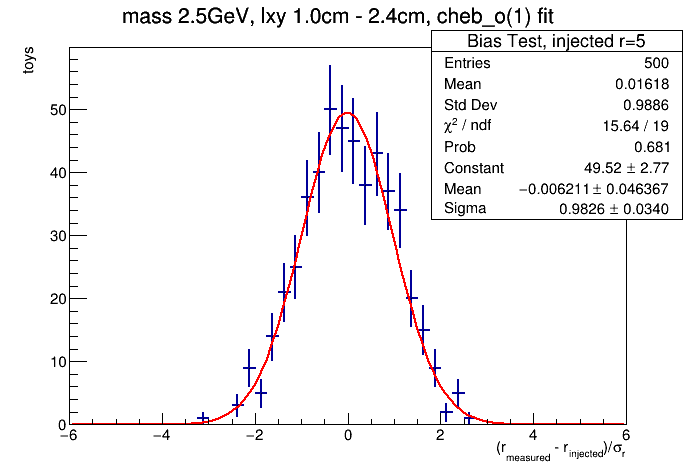 mass 2.5GeV, lxy 1.0cm - 2.4cm, cheb_o(1) fit
toys
Bias Test, injected r=5
Entries 500
Mean 0.01618
Std Dev 0.9886
χ² / ndf 15.64 / 19
Prob 0.681
Constant 49.52 ± 2.77
Mean −0.006211 ± 0.046367
Sigma 0.9826 ± 0.0340
50
40
30
20
10
0
−6 −4 −2 0 2 4 6
(r_measured - r_injected)/σ_r